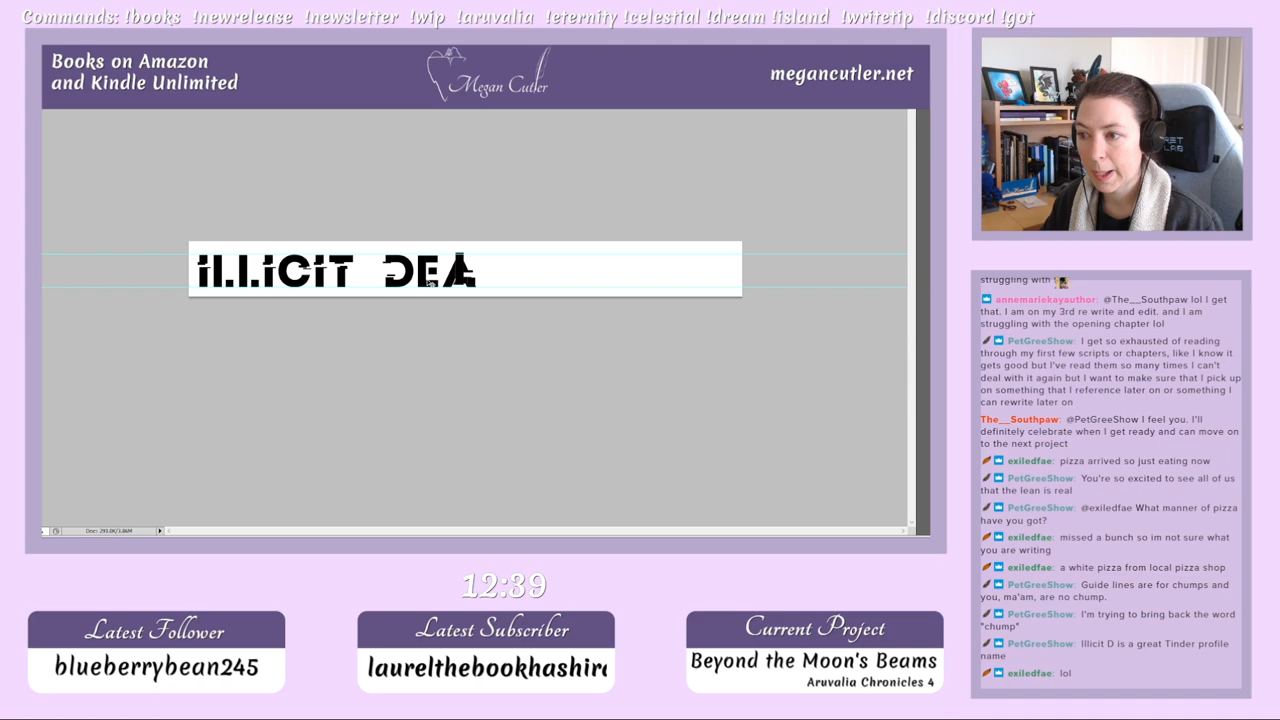 Commands: !books !newrelease !newsletter !wip !aruvalia !eternity !celestial !dream !island !writetip !discord !got
Books on Amazon
and Kindle Unlimited
Megan Cutler
megancutler.net
ILLICIT DEA
Doc: 293.0K/3.86M
struggling with
annemariekayauthor: @The__Southpaw lol I get
that. I am on my 3rd re write and edit. and I am
struggling with the opening chapter lol
PetGreeShow: I get so exhausted of reading
through my first few scripts or chapters, like I know it
gets good but I've read them so many times I can't
deal with it again but I want to make sure that I pick up
on something that I reference later on or something I
can rewrite later on
The__Southpaw: @PetGreeShow I feel you. I'll
definitely celebrate when I get ready and can move on
to the next project
exiledfae: pizza arrived so just eating now
PetGreeShow: You're so excited to see all of us
that the lean is real
PetGreeShow: @exiledfae What manner of pizza
have you got?
exiledfae: missed a bunch so im not sure what
you are writing
exiledfae: a white pizza from local pizza shop
PetGreeShow: Guide lines are for chumps and
you, ma'am, are no chump.
PetGreeShow: I'm trying to bring back the word
"chump"
PetGreeShow: Illicit D is a great Tinder profile
name
exiledfae: lol
12:39
Latest Follower
blueberrybean245
Latest Subscriber
laurelthebookhashira
Current Project
Beyond the Moon's Beams
Aruvalia Chronicles 4